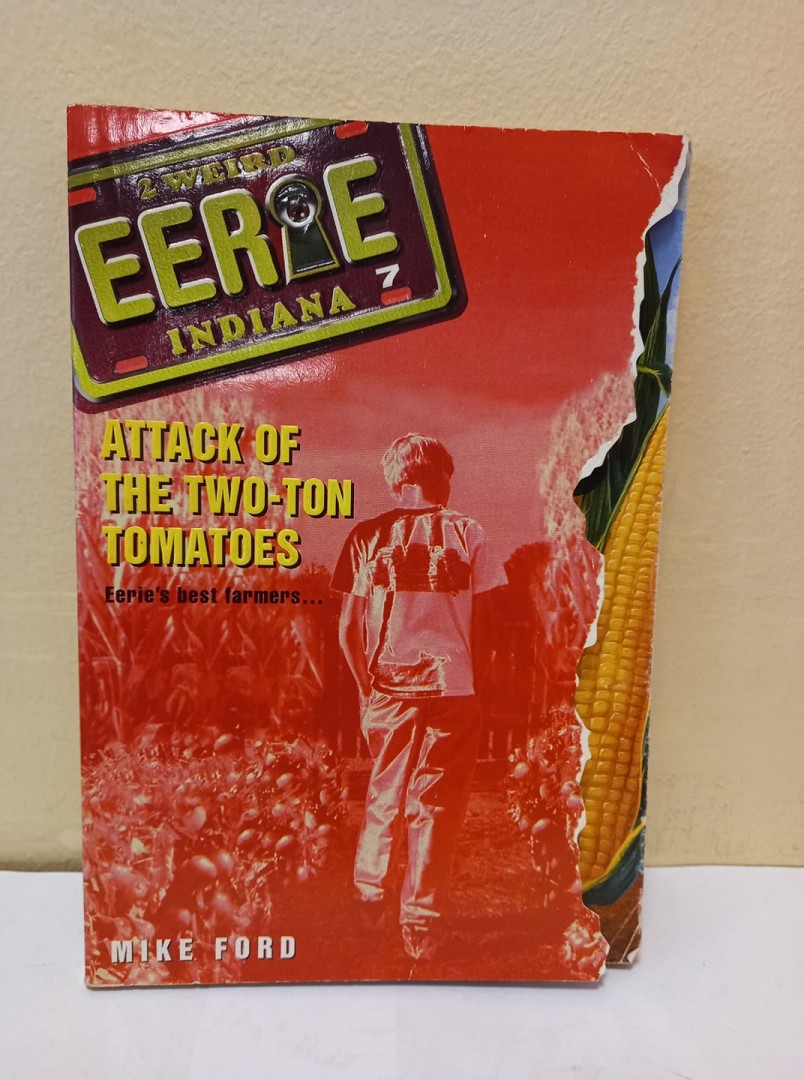 2 WEIRD
EERIE
7
INDIANA
ATTACK OF
THE TWO-TON
TOMATOES
Eerie's best farmers...
MIKE FORD